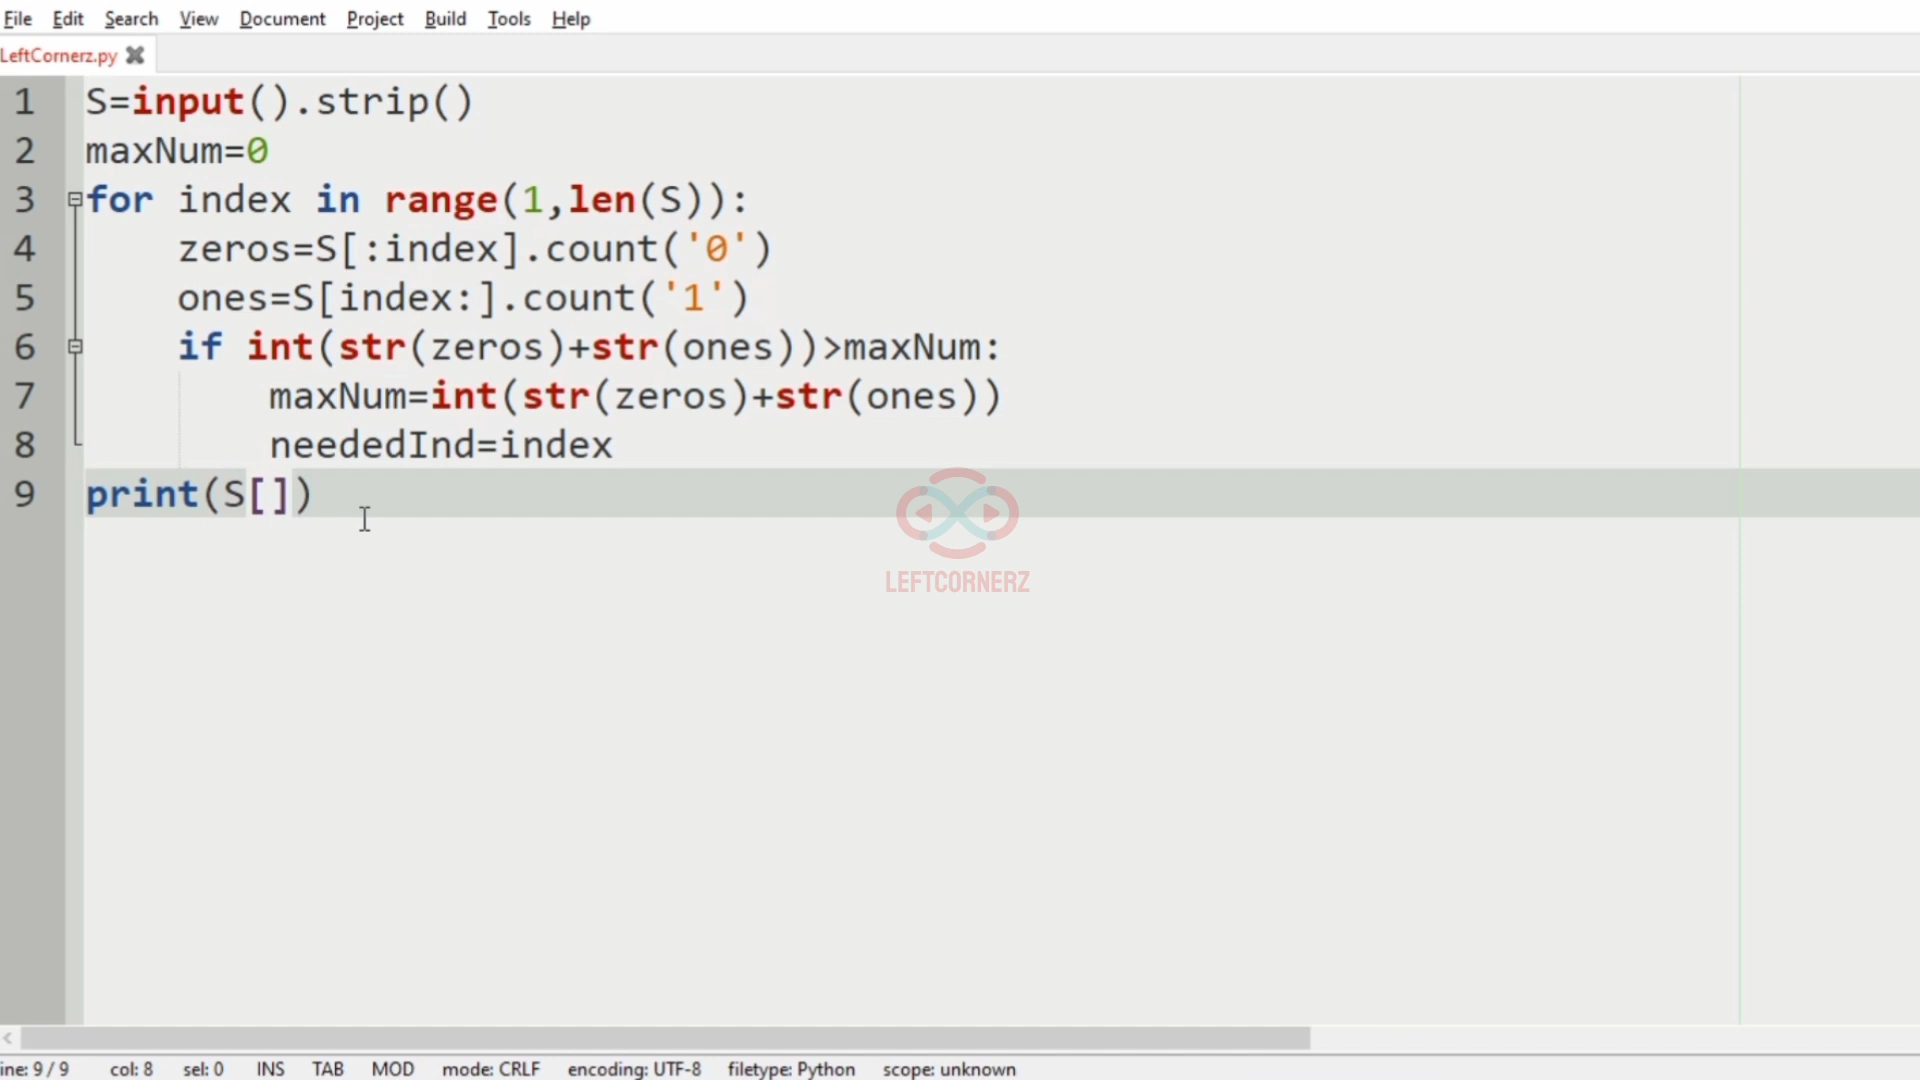 File Edit Search View Document Project Build Tools Help
LeftCornerz.py
1 S=input().strip()
2 maxNum=0
3 for index in range(1,len(S)):
4     zeros=S[:index].count('0')
5     ones=S[index:].count('1')
6     if int(str(zeros)+str(ones))>maxNum:
7         maxNum=int(str(zeros)+str(ones))
8         neededInd=index
9 print(S[])
LEFTCORNERZ
ine: 9 / 9 col: 8 sel: 0 INS TAB MOD mode: CRLF encoding: UTF-8 filetype: Python scope: unknown